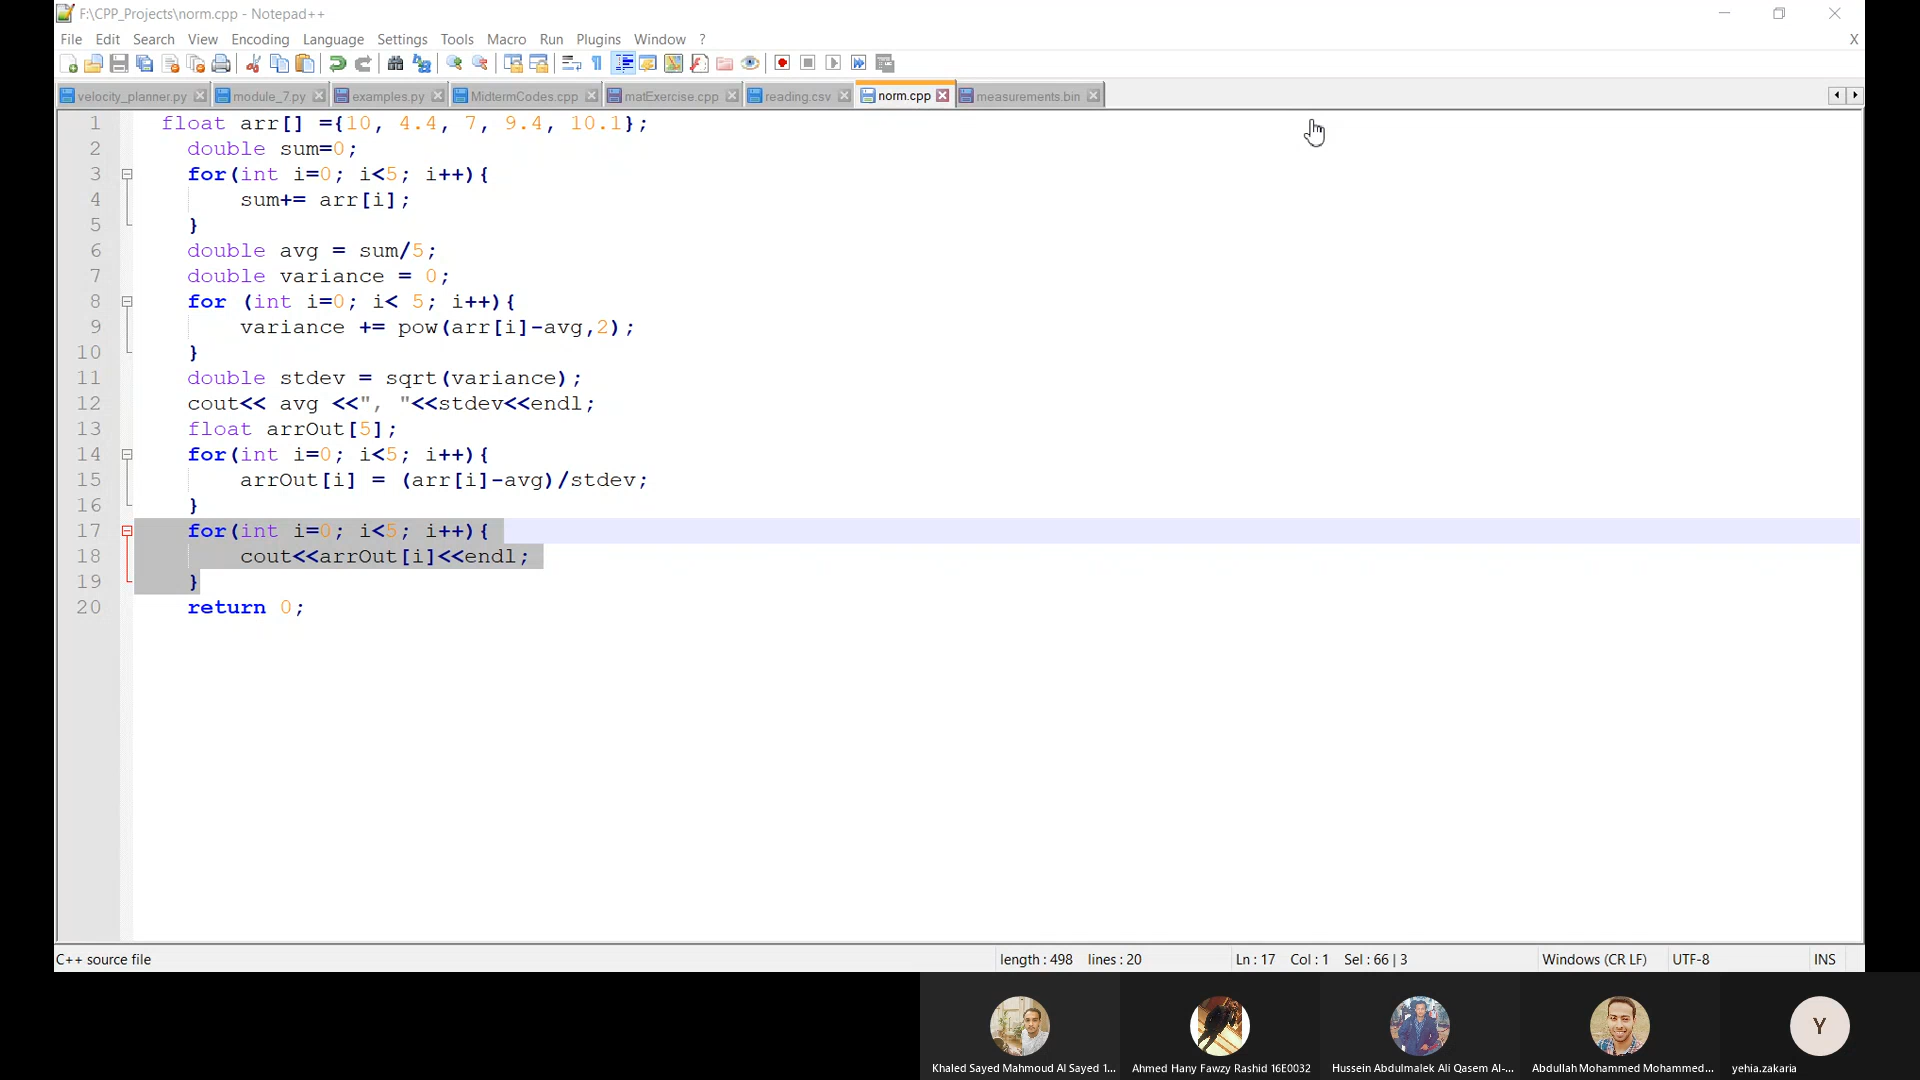 F:\CPP_Projects\norm.cpp - Notepad++
File Edit Search View Encoding Language Settings Tools Macro Run Plugins Window ? X
velocity_planner.py module_7.py examples.py MidtermCodes.cpp matExercise.cpp reading.csv norm.cpp measurements.bin
1 float arr[] ={10, 4.4, 7, 9.4, 10.1};
2 double sum=0;
3 for(int i=0; i<5; i++){
4 sum+= arr[i];
5 }
6 double avg = sum/5;
7 double variance = 0;
8 for (int i=0; i< 5; i++){
9 variance += pow(arr[i]-avg,2);
10 }
11 double stdev = sqrt(variance);
12 cout<< avg <<", "<<stdev<<endl;
13 float arrOut[5];
14 for(int i=0; i<5; i++){
15 arrOut[i] = (arr[i]-avg)/stdev;
16 }
17 for(int i=0; i<5; i++){
18 cout<<arrOut[i]<<endl;
19 }
20 return 0;
C++ source file length : 498 lines : 20 Ln : 17 Col : 1 Sel : 66 | 3 Windows (CR LF) UTF-8 INS
Y
Khaled Sayed Mahmoud Al Sayed 1... Ahmed Hany Fawzy Rashid 16E0032 Hussein Abdulmalek Ali Qasem Al-... Abdullah Mohammed Mohammed... yehia.zakaria